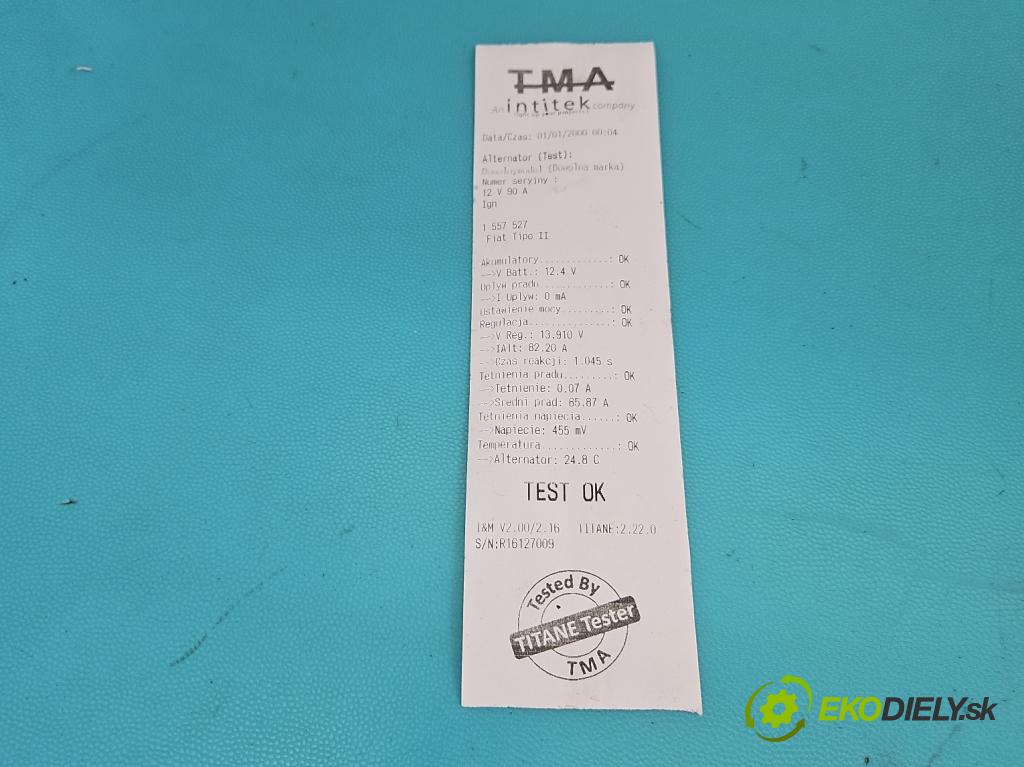 TMA
An intitek company
Data/Czas: 01/01/2000 00:04
Alternator (Test):
(Dowolna marka)
Numer seryjny :
12 V 90 A
Ign
1 557 527
Fiat Tipo II
Akumulatory............: OK
-->V Batt.: 12.4 V
Uplyw pradu............: OK
-->I Uplyw: 0 mA
Ustawienie mocy.........: OK
Regulacja...............: OK
-->V Reg.: 13.910 V
-->IAlt: 82.20 A
-->Czas reakcji: 1.045 s
Tetnienia pradu.........: OK
-->Tetnienie: 0.07 A
-->Sredni prad: 65.87 A
Tetnienia napiecia......: OK
-->Napiecie: 455 mV
Temperatura.............: OK
-->Alternator: 24.8 C
TEST OK
I&M V2.00/2.16 TITANE:2.22.0
S/N:R16127009
Tested By
TITANE Tester
TMA
EKODIELY.sk